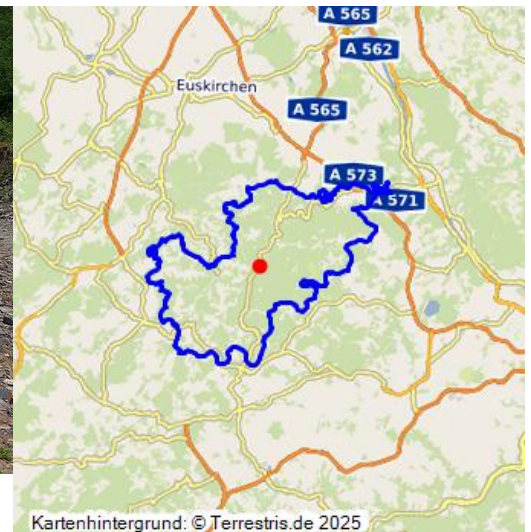 A 565
A 562
Euskirchen
A 565
A 573
A 571
Kartenhintergrund: © Terrestris.de 2025